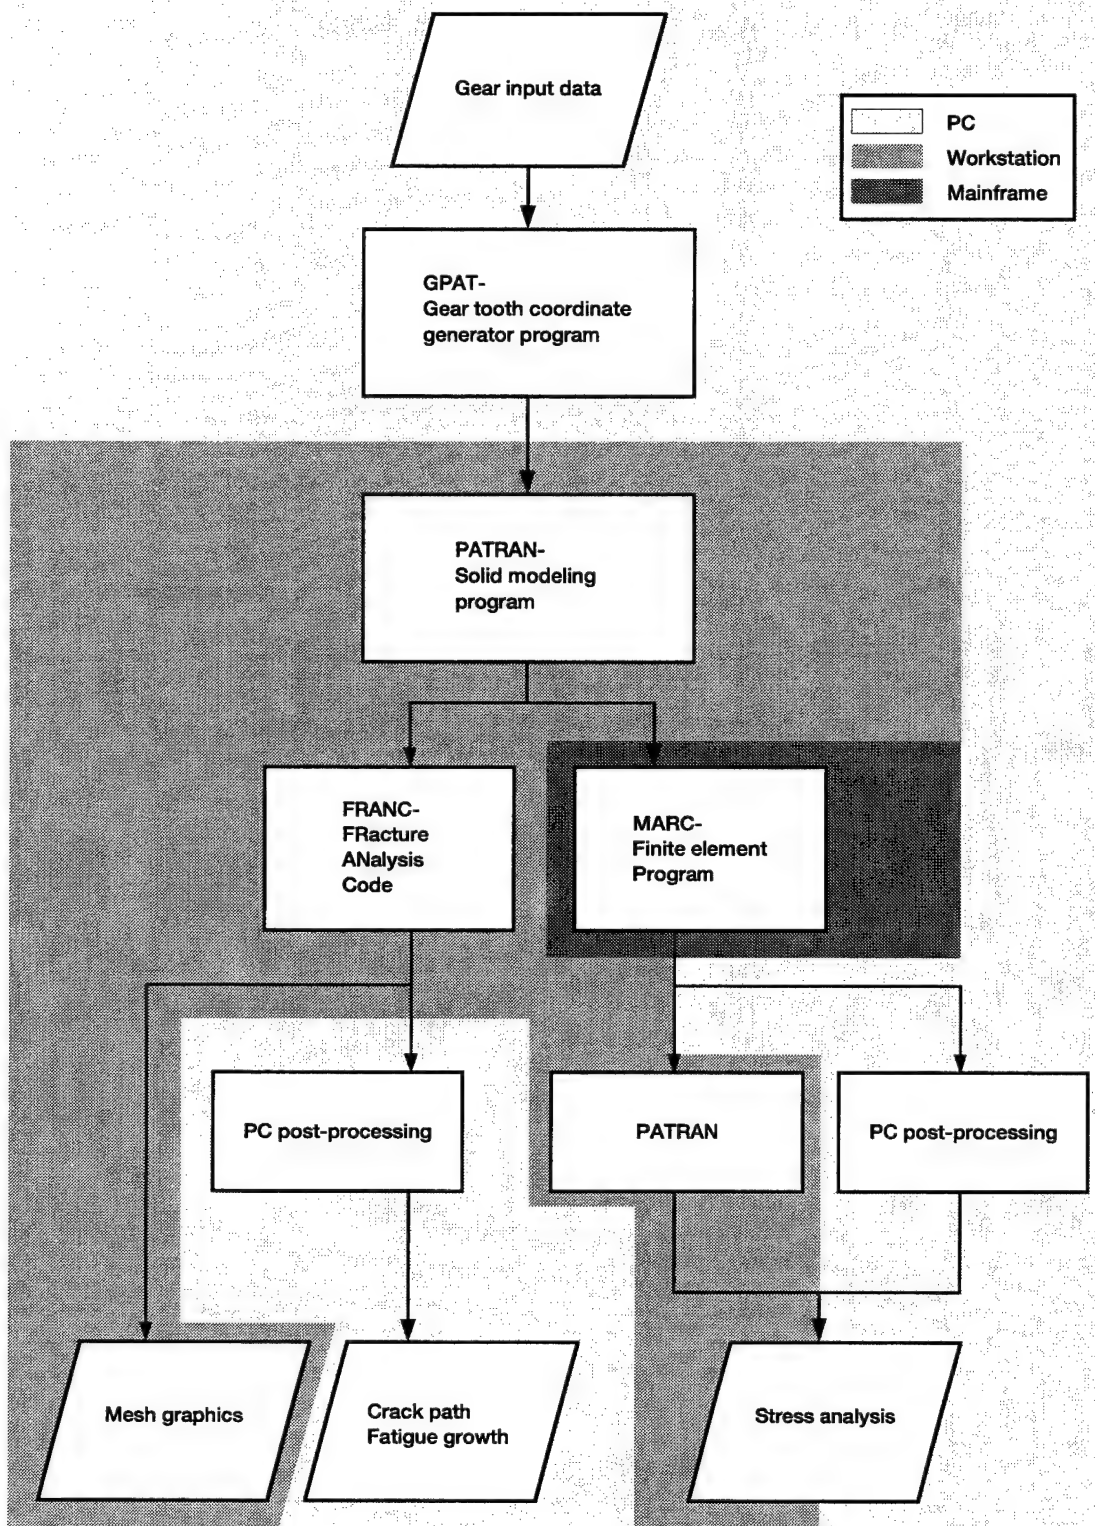 Gear input data
PC
Workstation
Mainframe
GPAT-
Gear tooth coordinate
generator program
PATRAN-
Solid modeling
program
FRANC-
FRacture
ANalysis
Code
MARC-
Finite element
Program
PC post-processing
PATRAN
PC post-processing
Mesh graphics
Crack path
Fatigue growth
Stress analysis